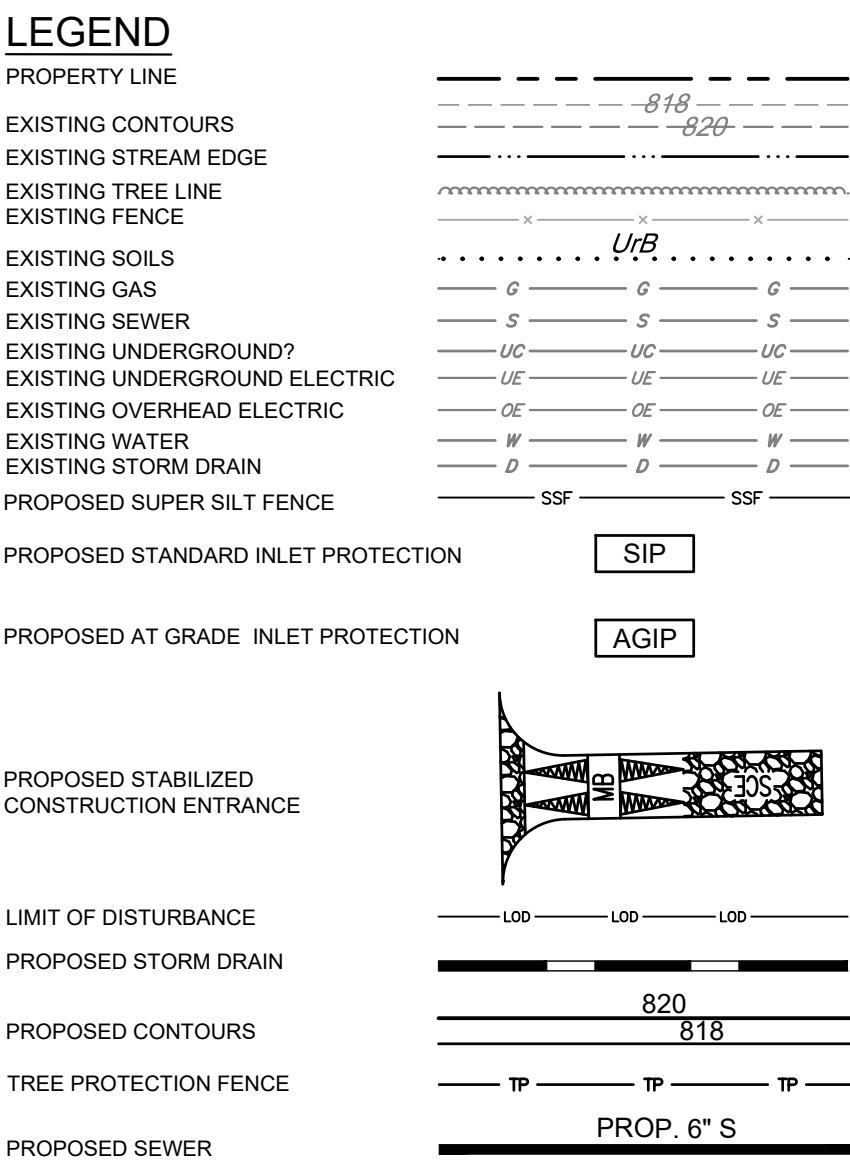 LEGEND
PROPERTY LINE
818
EXISTING CONTOURS 820
EXISTING STREAM EDGE
EXISTING TREE LINE
EXISTING FENCE × × ×
UrB
EXISTING SOILS
EXISTING GAS G G G
EXISTING SEWER S S S
EXISTING UNDERGROUND? UC UC UC
EXISTING UNDERGROUND ELECTRIC UE UE UE
EXISTING OVERHEAD ELECTRIC OE OE OE
EXISTING WATER W W W
EXISTING STORM DRAIN D D D
PROPOSED SUPER SILT FENCE SSF SSF
PROPOSED STANDARD INLET PROTECTION SIP
PROPOSED AT GRADE INLET PROTECTION AGIP
PROPOSED STABILIZED
CONSTRUCTION ENTRANCE
MB
SCE
LIMIT OF DISTURBANCE LOD LOD LOD
PROPOSED STORM DRAIN
820
PROPOSED CONTOURS 818
TREE PROTECTION FENCE TP TP TP
PROP. 6" S
PROPOSED SEWER